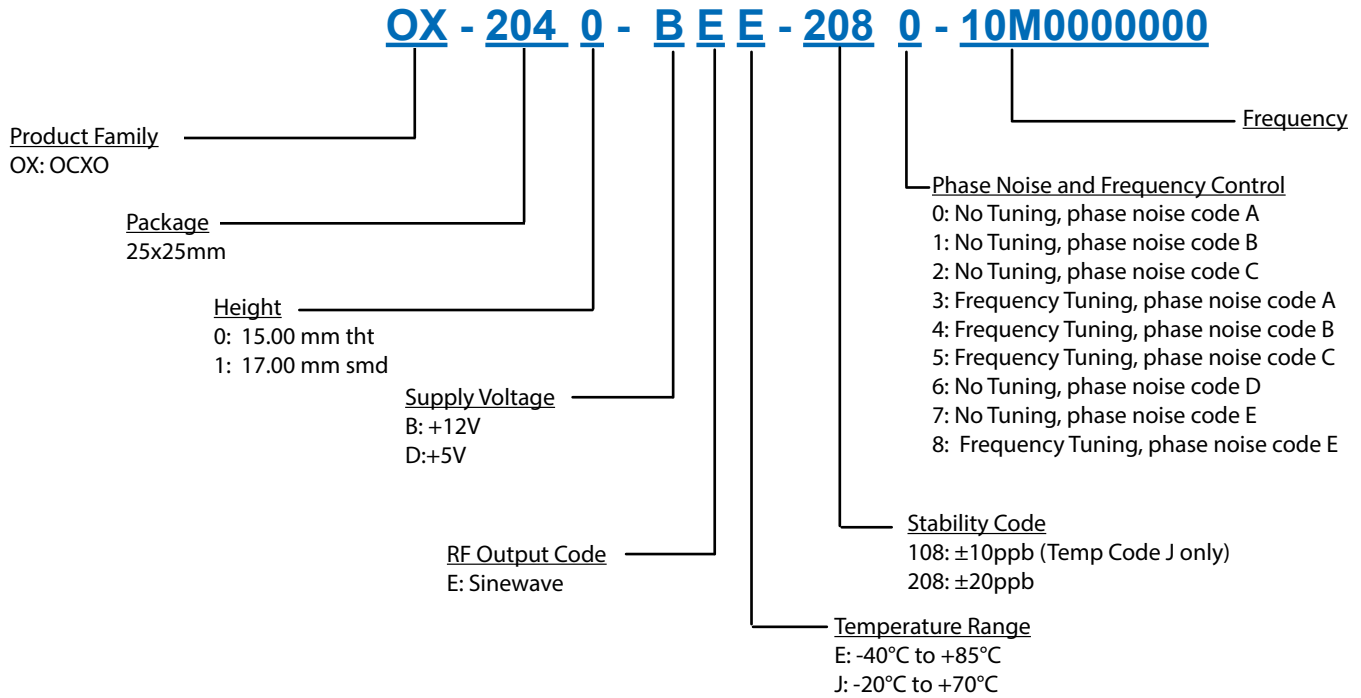 OX - 204 0 - B E E - 208 0 - 10M0000000
Product Family
OX: OCXO
Package
25x25mm
Height
0: 15.00 mm tht
1: 17.00 mm smd
Supply Voltage
B: +12V
D:+5V
RF Output Code
E: Sinewave
Frequency
Phase Noise and Frequency Control
0: No Tuning, phase noise code A
1: No Tuning, phase noise code B
2: No Tuning, phase noise code C
3: Frequency Tuning, phase noise code A
4: Frequency Tuning, phase noise code B
5: Frequency Tuning, phase noise code C
6: No Tuning, phase noise code D
7: No Tuning, phase noise code E
8: Frequency Tuning, phase noise code E
Stability Code
108: ±10ppb (Temp Code J only)
208: ±20ppb
Temperature Range
E: -40°C to +85°C
J: -20°C to +70°C